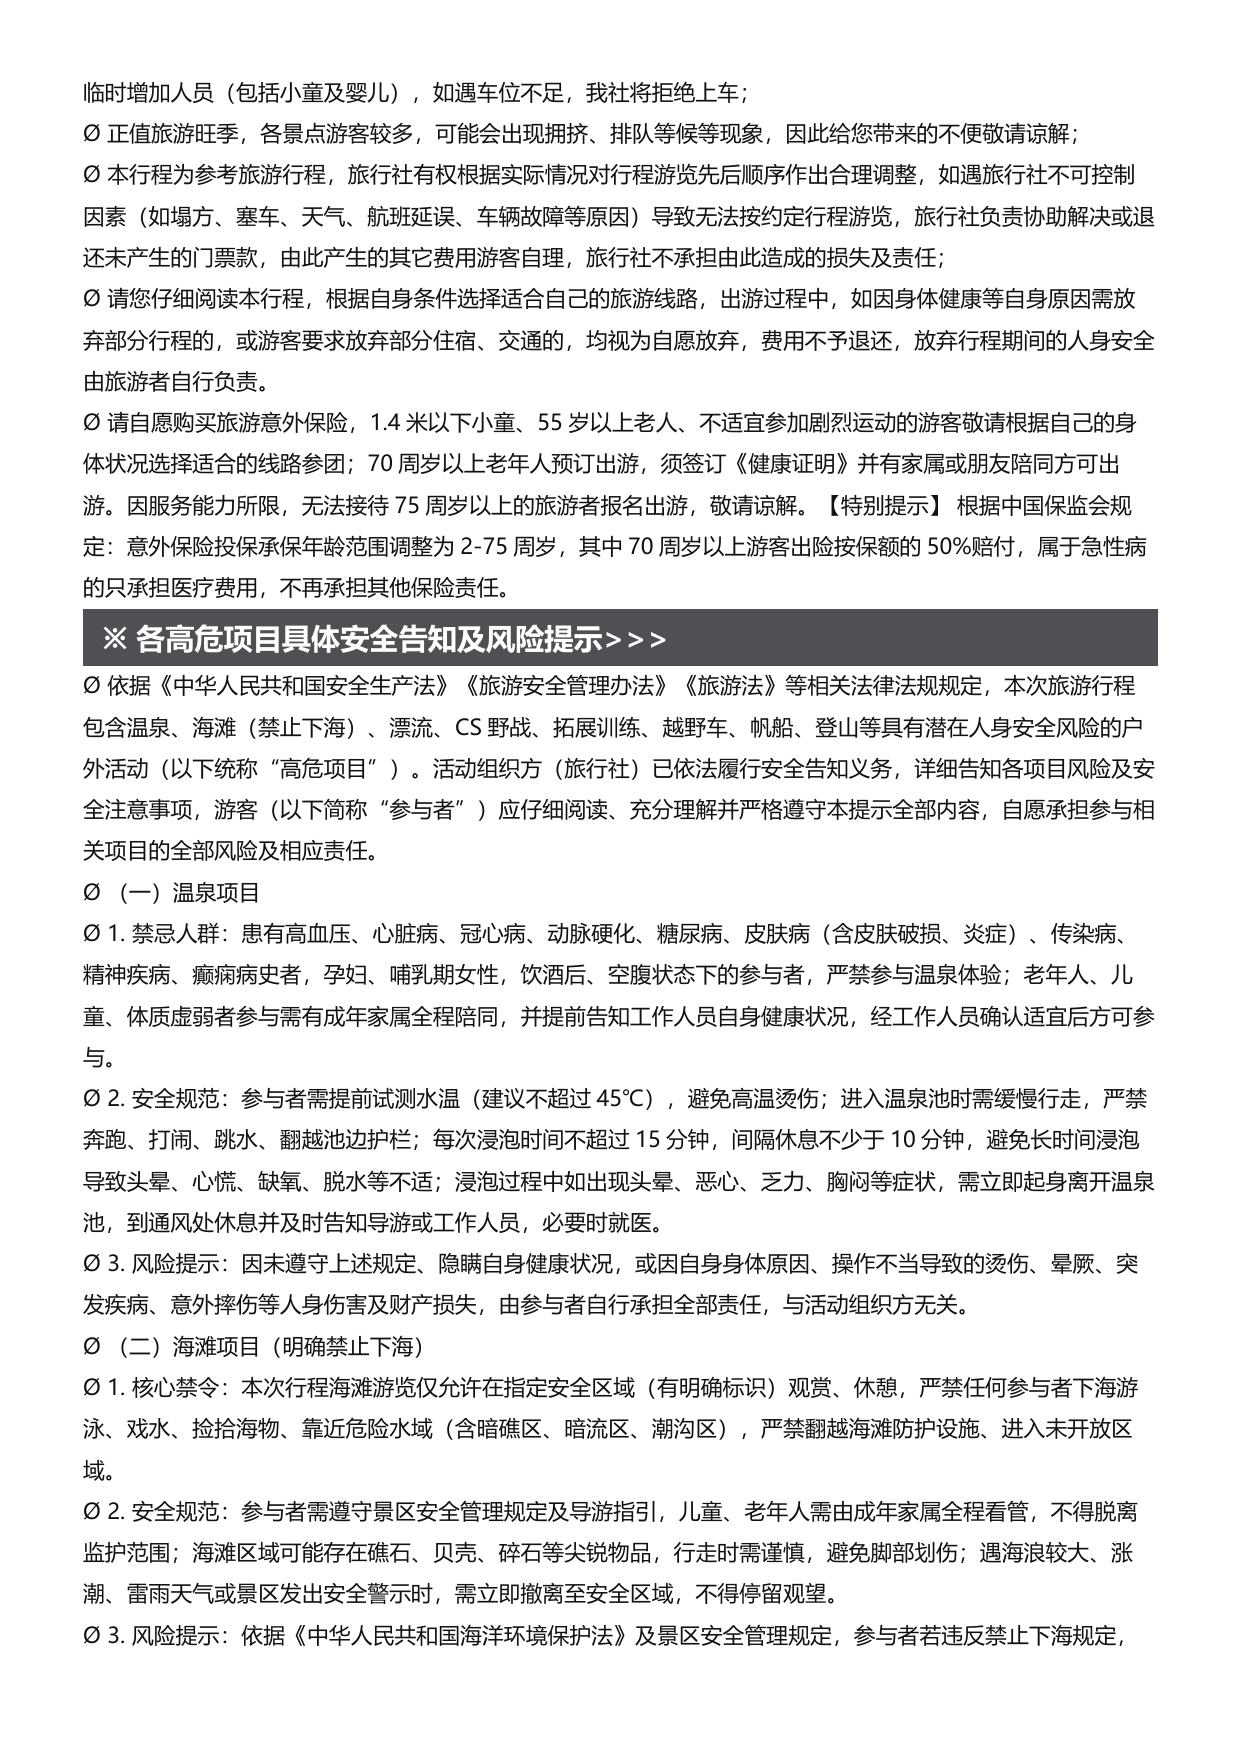 临时增加人员（包括小童及婴儿），如遇车位不足，我社将拒绝上车；
Ø 正值旅游旺季，各景点游客较多，可能会出现拥挤、排队等候等现象，因此给您带来的不便敬请谅解；
Ø 本行程为参考旅游行程，旅行社有权根据实际情况对行程游览先后顺序作出合理调整，如遇旅行社不可控制
因素（如塌方、塞车、天气、航班延误、车辆故障等原因）导致无法按约定行程游览，旅行社负责协助解决或退
还未产生的门票款，由此产生的其它费用游客自理，旅行社不承担由此造成的损失及责任；
Ø 请您仔细阅读本行程，根据自身条件选择适合自己的旅游线路，出游过程中，如因身体健康等自身原因需放
弃部分行程的，或游客要求放弃部分住宿、交通的，均视为自愿放弃，费用不予退还，放弃行程期间的人身安全
由旅游者自行负责。
Ø 请自愿购买旅游意外保险，1.4 米以下小童、55 岁以上老人、不适宜参加剧烈运动的游客敬请根据自己的身
体状况选择适合的线路参团；70 周岁以上老年人预订出游，须签订《健康证明》并有家属或朋友陪同方可出
游。因服务能力所限，无法接待 75 周岁以上的旅游者报名出游，敬请谅解。【特别提示】 根据中国保监会规
定：意外保险投保承保年龄范围调整为 2-75 周岁，其中 70 周岁以上游客出险按保额的 50%赔付，属于急性病
的只承担医疗费用，不再承担其他保险责任。
※ 各高危项目具体安全告知及风险提示>>>
Ø 依据《中华人民共和国安全生产法》《旅游安全管理办法》《旅游法》等相关法律法规规定，本次旅游行程
包含温泉、海滩（禁止下海）、漂流、CS 野战、拓展训练、越野车、帆船、登山等具有潜在人身安全风险的户
外活动（以下统称“高危项目”）。活动组织方（旅行社）已依法履行安全告知义务，详细告知各项目风险及安
全注意事项，游客（以下简称“参与者”）应仔细阅读、充分理解并严格遵守本提示全部内容，自愿承担参与相
关项目的全部风险及相应责任。
Ø （一）温泉项目
Ø 1. 禁忌人群：患有高血压、心脏病、冠心病、动脉硬化、糖尿病、皮肤病（含皮肤破损、炎症）、传染病、
精神疾病、癫痫病史者，孕妇、哺乳期女性，饮酒后、空腹状态下的参与者，严禁参与温泉体验；老年人、儿
童、体质虚弱者参与需有成年家属全程陪同，并提前告知工作人员自身健康状况，经工作人员确认适宜后方可参
与。
Ø 2. 安全规范：参与者需提前试测水温（建议不超过 45℃），避免高温烫伤；进入温泉池时需缓慢行走，严禁
奔跑、打闹、跳水、翻越池边护栏；每次浸泡时间不超过 15 分钟，间隔休息不少于 10 分钟，避免长时间浸泡
导致头晕、心慌、缺氧、脱水等不适；浸泡过程中如出现头晕、恶心、乏力、胸闷等症状，需立即起身离开温泉
池，到通风处休息并及时告知导游或工作人员，必要时就医。
Ø 3. 风险提示：因未遵守上述规定、隐瞒自身健康状况，或因自身身体原因、操作不当导致的烫伤、晕厥、突
发疾病、意外摔伤等人身伤害及财产损失，由参与者自行承担全部责任，与活动组织方无关。
Ø （二）海滩项目（明确禁止下海）
Ø 1. 核心禁令：本次行程海滩游览仅允许在指定安全区域（有明确标识）观赏、休憩，严禁任何参与者下海游
泳、戏水、捡拾海物、靠近危险水域（含暗礁区、暗流区、潮沟区），严禁翻越海滩防护设施、进入未开放区
域。
Ø 2. 安全规范：参与者需遵守景区安全管理规定及导游指引，儿童、老年人需由成年家属全程看管，不得脱离
监护范围；海滩区域可能存在礁石、贝壳、碎石等尖锐物品，行走时需谨慎，避免脚部划伤；遇海浪较大、涨
潮、雷雨天气或景区发出安全警示时，需立即撤离至安全区域，不得停留观望。
Ø 3. 风险提示：依据《中华人民共和国海洋环境保护法》及景区安全管理规定，参与者若违反禁止下海规定，